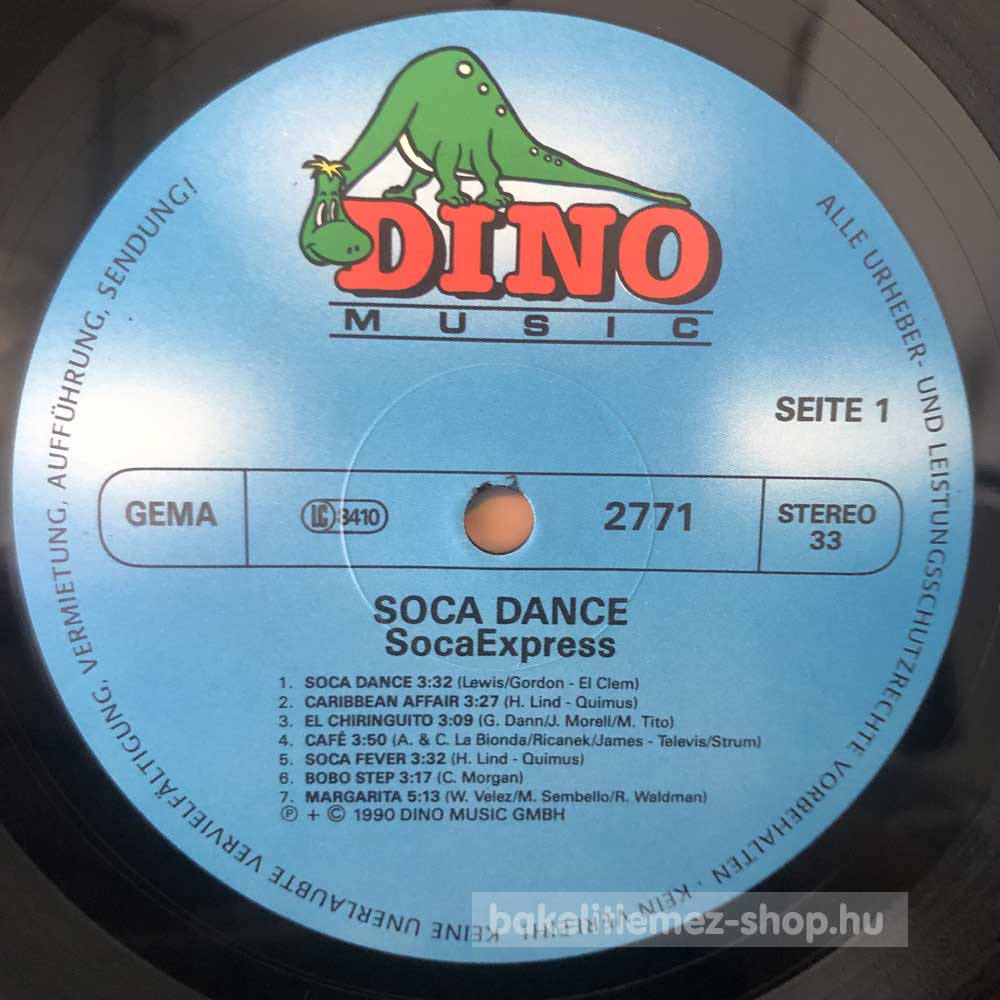 DINO
MUSIC
SEITE 1
GEMA
LC 8410
2771
STEREO
33
SOCA DANCE
SocaExpress
1. SOCA DANCE 3:32 (Lewis/Gordon - El Clem)
2. CARIBBEAN AFFAIR 3:27 (H. Lind - Quimus)
3. EL CHIRINGUITO 3:09 (G. Dann/J. Morell/M. Tito)
4. CAFÉ 3:50 (A. & C. La Bionda/Ricanek/James - Televis/Strum)
5. SOCA FEVER 3:32 (H. Lind - Quimus)
6. BOBO STEP 3:17 (C. Morgan)
7. MARGARITA 5:13 (W. Velez/M. Sembello/R. Waldman)
℗ + © 1990 DINO MUSIC GMBH
ALLE URHEBER- UND LEISTUNGSSCHUTZRECHTE VORBEHALTEN · KEIN VERLEIH! KEINE UNERLAUBTE VERVIELFÄLTIGUNG, VERMIETUNG, AUFFÜHRUNG, SENDUNG!
bakelitlemez-shop.hu